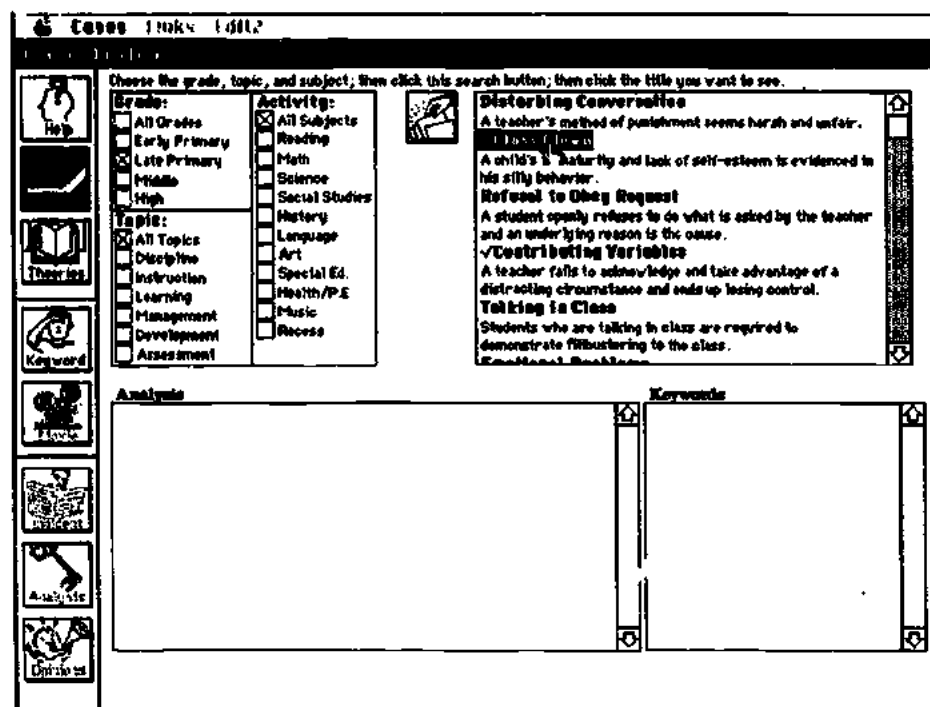 Cases Links Edit?
Choose the grade, topic, and subject; then click this search button; then click the title you want to see.
Help
Theories
Keyword
Movie
Incident
Analysis
Opinions
Grade:
All Grades
Early Primary
Late Primary
Middle
High
Topic:
All Topics
Discipline
Instruction
Learning
Management
Development
Assessment
Activity:
All Subjects
Reading
Math
Science
Social Studies
History
Language
Art
Special Ed.
Health/P.E
Music
Recess
Disturbing Conversation
A teacher's method of punishment seems harsh and unfair.
A child's maturity and lack of self-esteem is evidenced in
his silly behavior.
Refusal to Obey Request
A student openly refuses to do what is asked by the teacher
and an underlying reason is the cause.
√Contributing Variables
A teacher fails to acknowledge and take advantage of a
distracting circumstance and ends up losing control.
Talking in Class
Students who are talking in class are required to
demonstrate filibustering to the class.
Emotional Problems
Analysis
Keywords